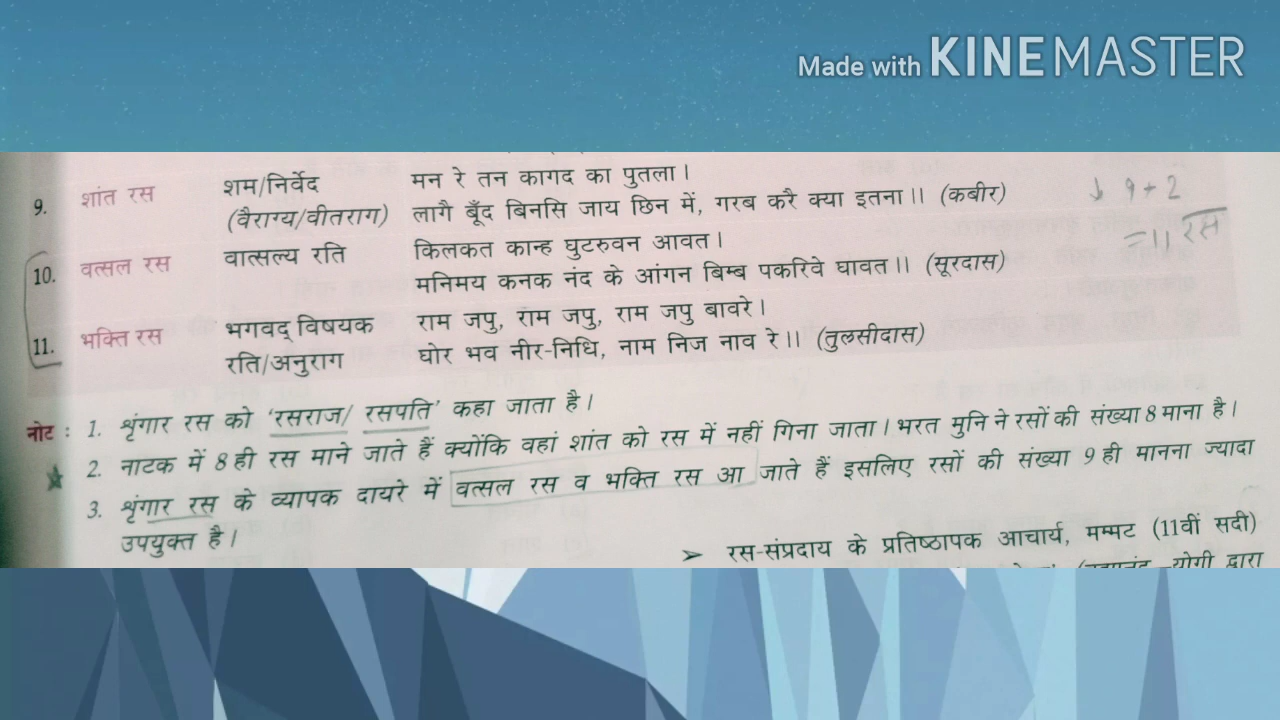 Made with KINEMASTER
9. शांत रस शम/निर्वेद मन रे तन कागद का पुतला।
(वैराग्य/वीतराग) लागै बूँद बिनसि जाय छिन में, गरब करै क्या इतना।। (कबीर)
↓ 9 + 2
= 11 रस
10. वत्सल रस वात्सल्य रति किलकत कान्ह घुटरुवन आवत।
मनिमय कनक नंद के आंगन बिम्ब पकरिवे घावत।। (सूरदास)
11. भक्ति रस भगवद् विषयक राम जपु, राम जपु, राम जपु बावरे।
रति/अनुराग घोर भव नीर-निधि, नाम निज नाव रे।। (तुलसीदास)
नोट : 1. शृंगार रस को 'रसराज/ रसपति' कहा जाता है।
2. नाटक में 8 ही रस माने जाते हैं क्योंकि वहां शांत को रस में नहीं गिना जाता। भरत मुनि ने रसों की संख्या 8 माना है।
3. शृंगार रस के व्यापक दायरे में वत्सल रस व भक्ति रस आ जाते हैं इसलिए रसों की संख्या 9 ही मानना ज्यादा
उपयुक्त है।
➢ रस-संप्रदाय के प्रतिष्ठापक आचार्य, मम्मट (11वीं सदी)
योगी द्वारा